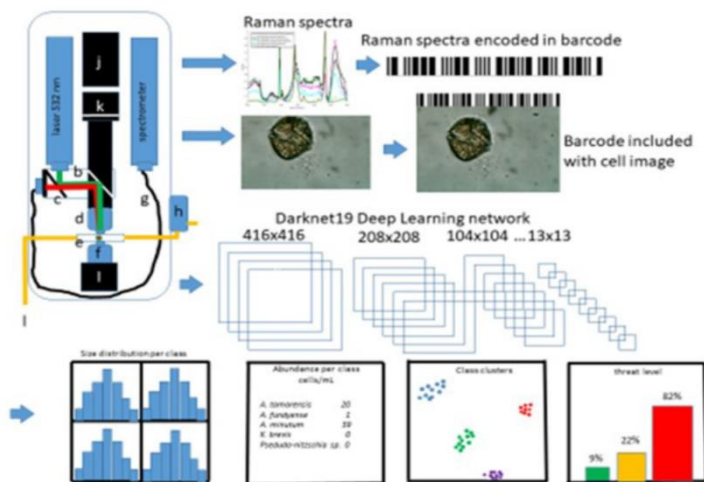 Raman spectra
Raman spectra encoded in barcode
laser 532 nm
j
k
spectrometer
b
c
d
e
f
g
h
l
l
Barcode included
with cell image
Darknet19 Deep Learning network
416x416
208x208
104x104 ...13x13
Size distribution per class
Abundance per class
cells/mL
A. tamarensis 20
A. fundyense 1
A. minutum 39
K. brevis 0
Psedudo-nitzschia sp. 0
Class clusters
threat level
9%
22%
82%